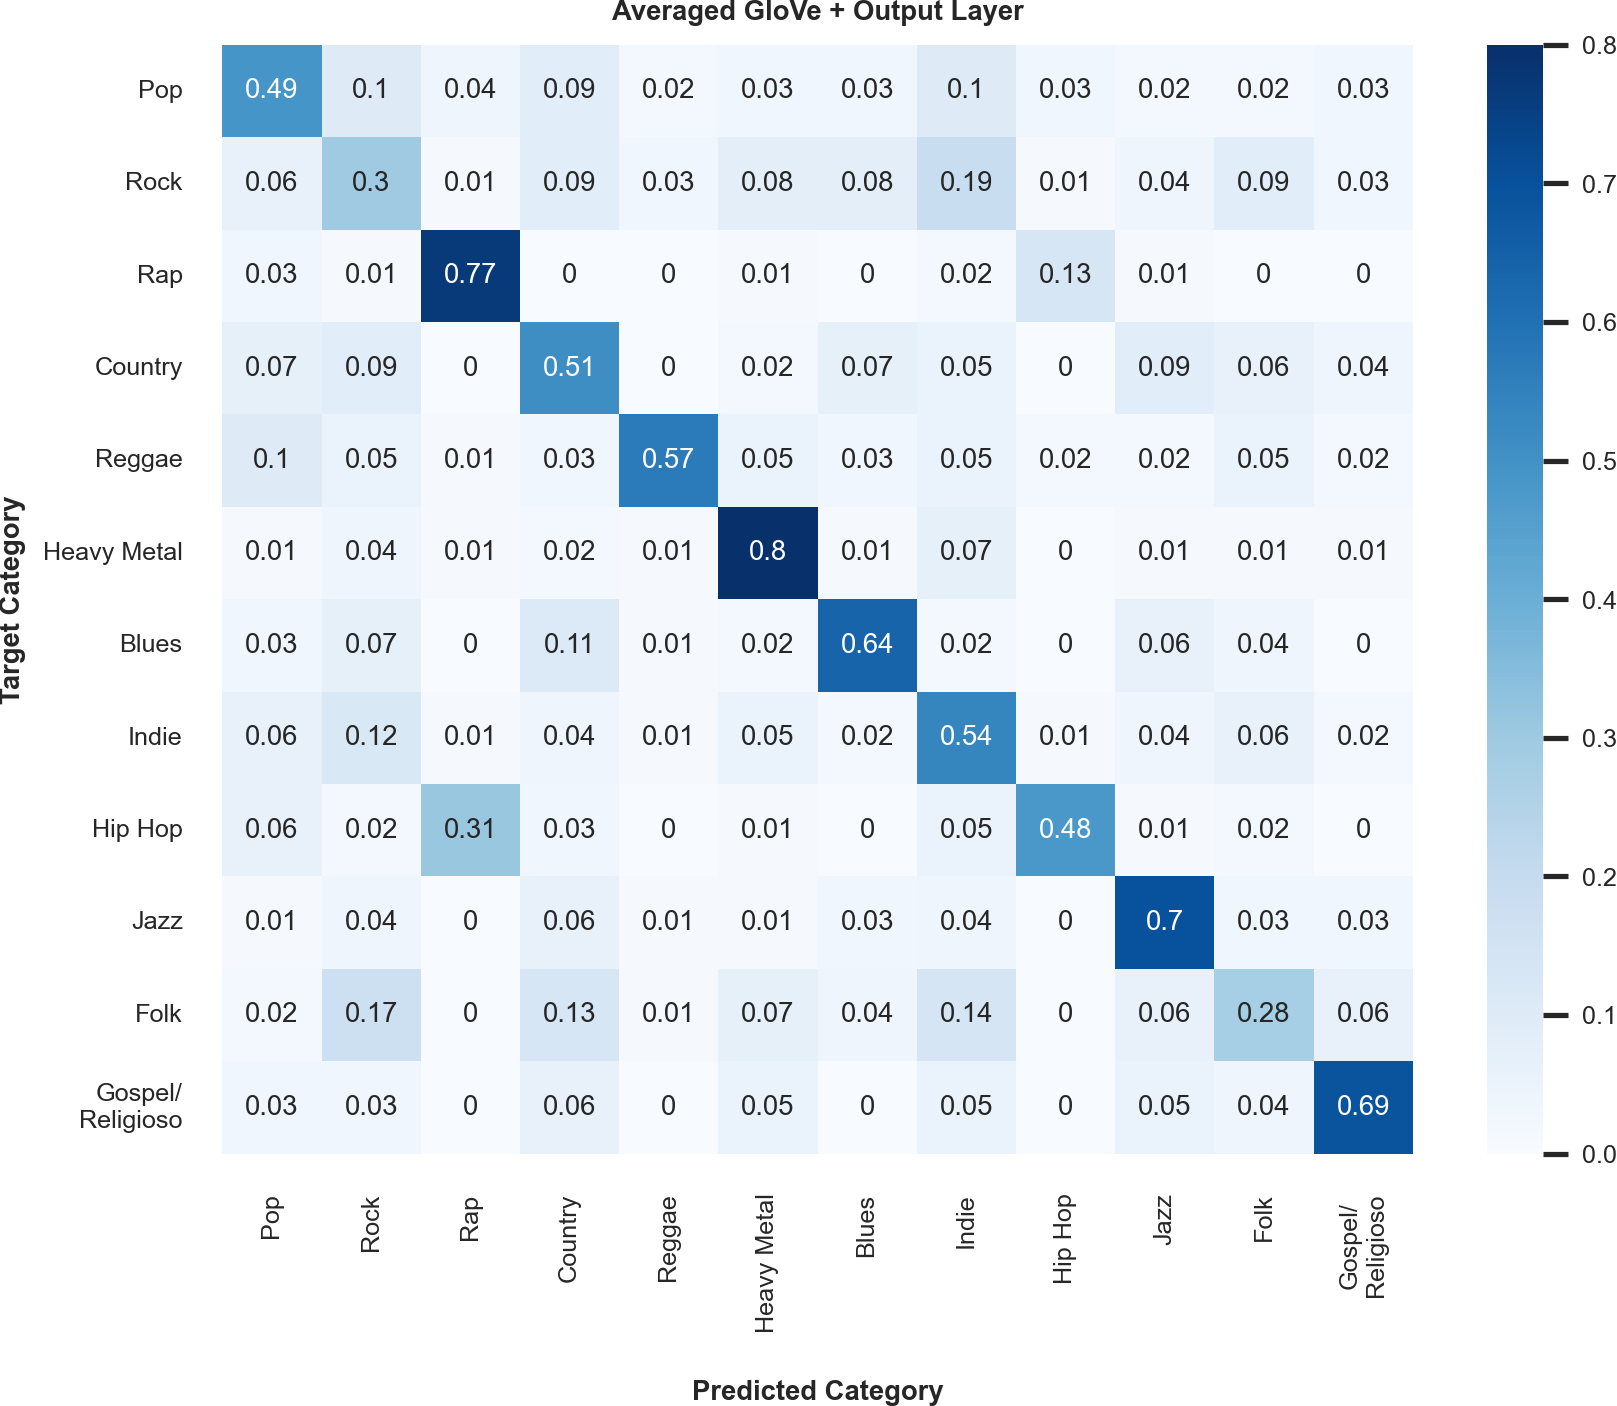 Averaged GloVe + Output Layer
Pop 0.49 0.1 0.04 0.09 0.02 0.03 0.03 0.1 0.03 0.02 0.02 0.03
Rock 0.06 0.3 0.01 0.09 0.03 0.08 0.08 0.19 0.01 0.04 0.09 0.03
Rap 0.03 0.01 0.77 0 0 0.01 0 0.02 0.13 0.01 0 0
Country 0.07 0.09 0 0.51 0 0.02 0.07 0.05 0 0.09 0.06 0.04
Reggae 0.1 0.05 0.01 0.03 0.57 0.05 0.03 0.05 0.02 0.02 0.05 0.02
Heavy Metal 0.01 0.04 0.01 0.02 0.01 0.8 0.01 0.07 0 0.01 0.01 0.01
Blues 0.03 0.07 0 0.11 0.01 0.02 0.64 0.02 0 0.06 0.04 0
Indie 0.06 0.12 0.01 0.04 0.01 0.05 0.02 0.54 0.01 0.04 0.06 0.02
Hip Hop 0.06 0.02 0.31 0.03 0 0.01 0 0.05 0.48 0.01 0.02 0
Jazz 0.01 0.04 0 0.06 0.01 0.01 0.03 0.04 0 0.7 0.03 0.03
Folk 0.02 0.17 0 0.13 0.01 0.07 0.04 0.14 0 0.06 0.28 0.06
Gospel/
Religioso 0.03 0.03 0 0.06 0 0.05 0 0.05 0 0.05 0.04 0.69
Target Category
Pop
Rock
Rap
Country
Reggae
Heavy Metal
Blues
Indie
Hip Hop
Jazz
Folk
Gospel/
Religioso
Predicted Category
0.8
0.7
0.6
0.5
0.4
0.3
0.2
0.1
0.0